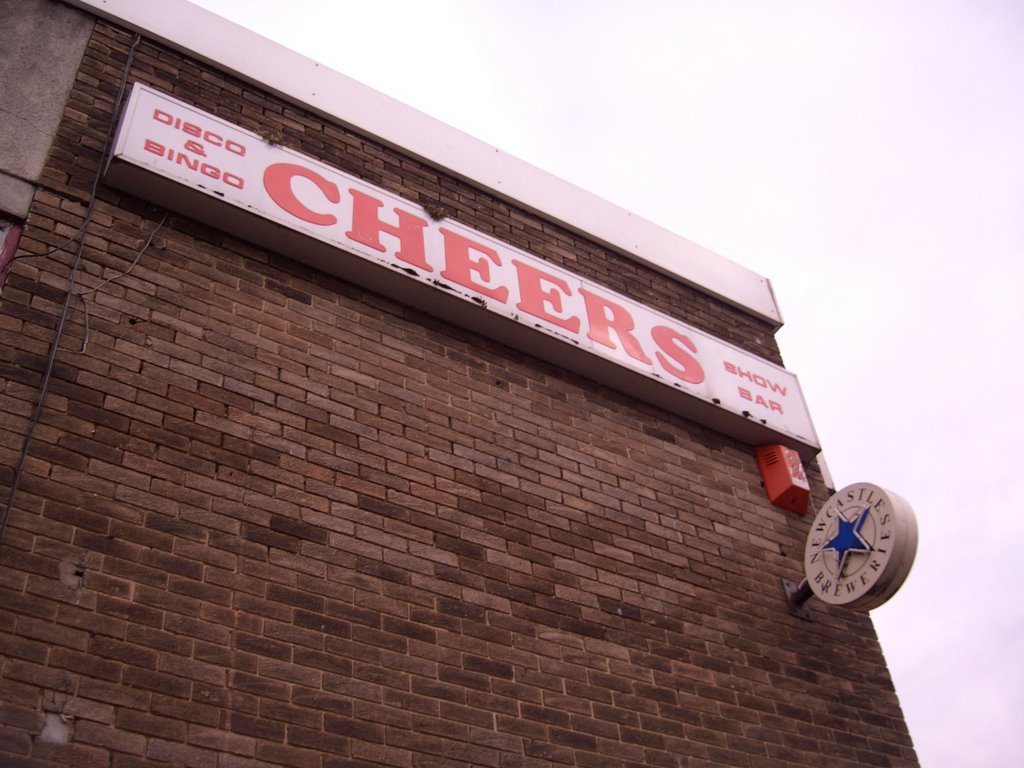 DISCO
&
BINGO
CHEERS
SHOW
BAR
NEWCASTLE
BREWERIES